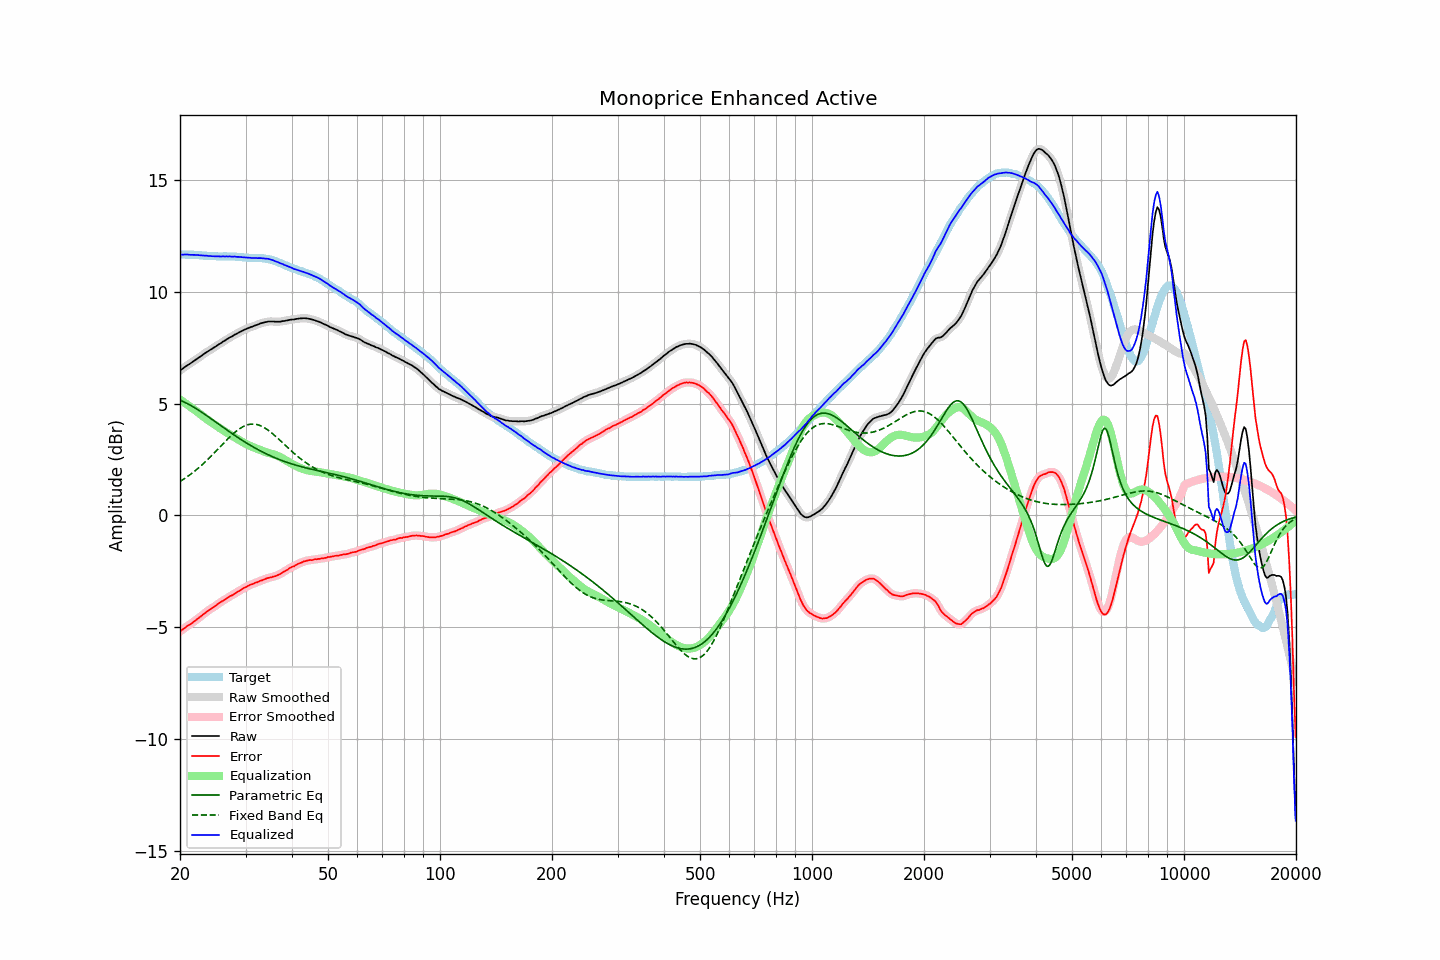 Monoprice Enhanced Active
Amplitude (dBr)
15
10
5
0
−5
−10
−15
Target
Raw Smoothed
Error Smoothed
Raw
Error
Equalization
Parametric Eq
Fixed Band Eq
Equalized
20 50 100 200 500 1000 2000 5000 10000 20000
Frequency (Hz)